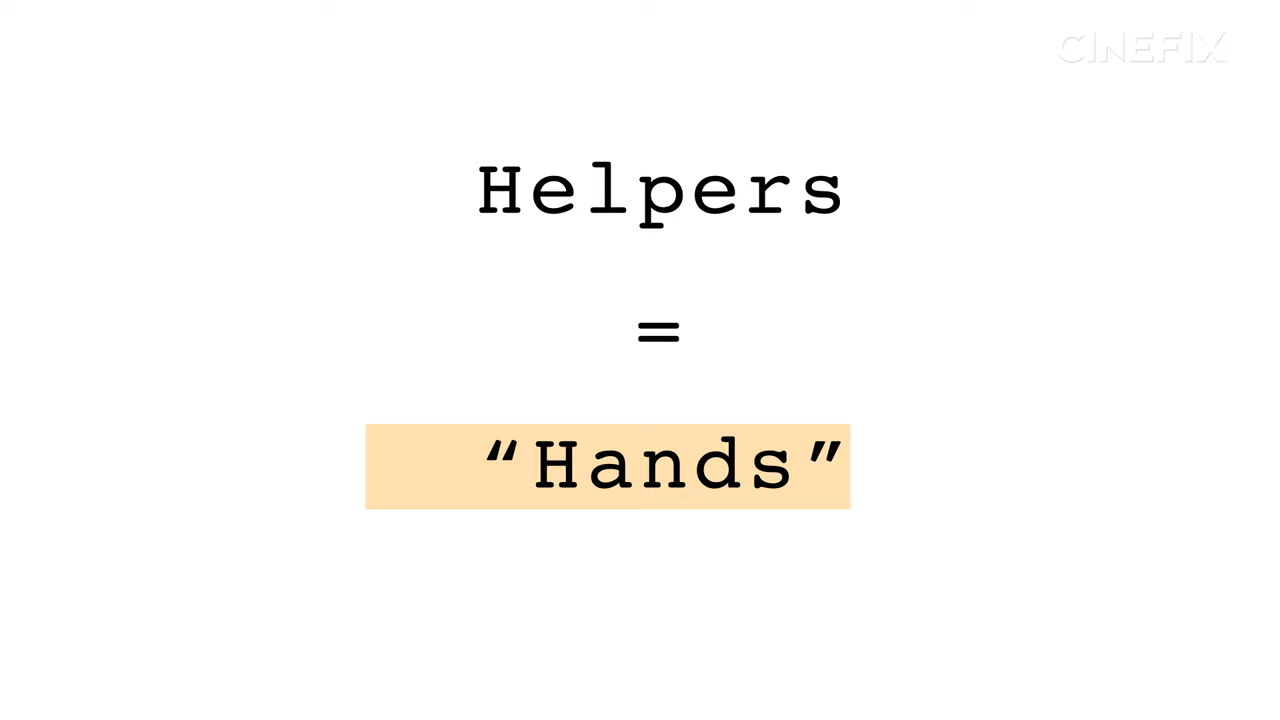 CINEFIX
Helpers
=
“Hands”